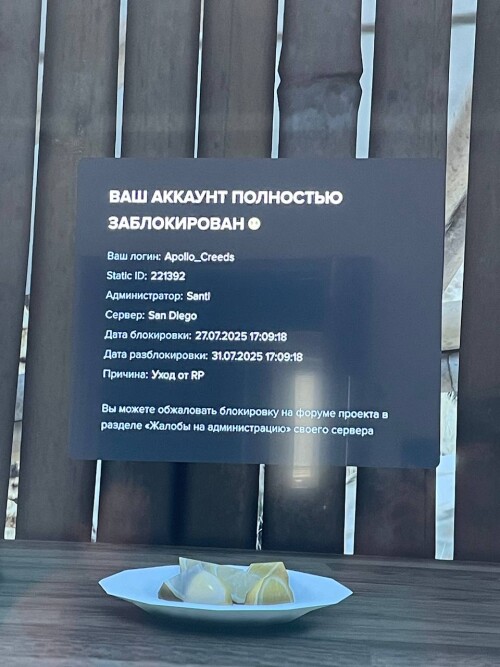 ВАШ АККАУНТ ПОЛНОСТЬЮ
ЗАБЛОКИРОВАН
Ваш логин: Apollo_Creeds
Static ID: 221392
Администратор: Santi
Сервер: San Diego
Дата блокировки: 27.07.2025 17:09:18
Дата разблокировки: 31.07.2025 17:09:18
Причина: Уход от RP
Вы можете обжаловать блокировку на форуме проекта в
разделе «Жалобы на администрацию» своего сервера